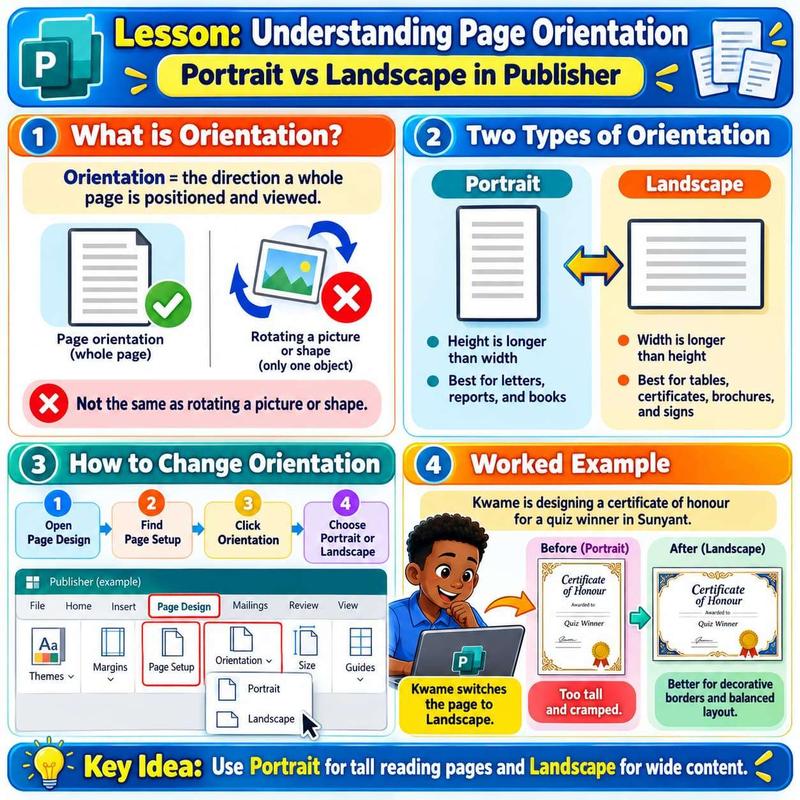 P
Lesson: Understanding Page Orientation
Portrait vs Landscape in Publisher
1 What is Orientation?
Orientation = the direction a whole
page is positioned and viewed.
Page orientation
(whole page)
Rotating a picture
or shape
(only one object)
Not the same as rotating a picture or shape.
2 Two Types of Orientation
Portrait
Height is longer
than width
Best for letters,
reports, and books
Landscape
Width is longer
than height
Best for tables,
certificates, brochures,
and signs
3 How to Change Orientation
1
Open
Page Design
2
Find
Page Setup
3
Click
Orientation
4
Choose
Portrait or
Landscape
Publisher (example)
File Home Insert Page Design Mailings Review View
Aa
Themes
Margins
Page Setup
Orientation
Size
Guides
Portrait
Landscape
4 Worked Example
Kwame is designing a certificate of honour
for a quiz winner in Sunyant.
P
Kwame switches
the page to
Landscape.
Before (Portrait)
Certificate
of Honour
Awarded to
Quiz Winner
Too tall
and cramped.
After (Landscape)
Certificate
of Honour
Awarded to
Quiz Winner
Better for decorative
borders and balanced
layout.
Key Idea: Use Portrait for tall reading pages and Landscape for wide content.